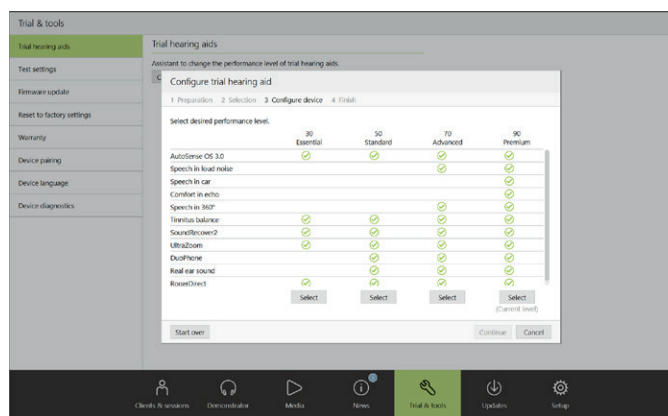 Trial & tools
Trial hearing aids
Trial hearing aids
Assistant to change the performance level of trial hearing aids.
Test settings
Firmware update
Reset to factory settings
Warranty
Device pairing
Device language
Device diagnostics
Configure trial hearing aid
1 Preparation 2 Selection 3 Configure device 4 Finish
Select desired performance level.
30 50 70 90
Essential Standard Advanced Premium
AutoSense OS 3.0
Speech in loud noise
Speech in car
Comfort in echo
Speech in 360°
Tinnitus balance
SoundRecover2
UltraZoom
DuoPhone
Real ear sound
RogerDirect
Select Select Select Select
(Current level)
Start over Continue Cancel
Clients & sessions Demonstrator Media News Trial & tools Updates Setup